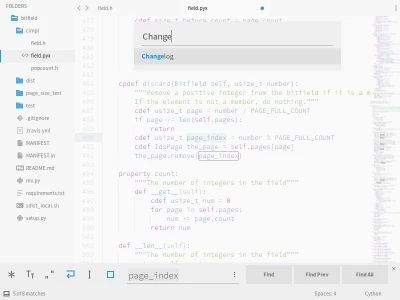 FOLDERS
bitfield
cimpl
field.h
field.pyx
popcount.h
dist
page_size_test
test
.gitignore
.travis.yml
MANIFEST
MANIFEST.in
README.md
rev.py
requirements.txt
sdist_local.sh
setup.py
field.h
field.pyx
Change
Changelog
cdef size_t before_count = page.count
cpdef discard(Bitfield self, usize_t number):
"""Remove a positive integer from the bitfield if it is a m
If the element is not a member, do nothing."""
cdef usize_t page = number / PAGE_FULL_COUNT
if page >= len(self.pages):
return
cdef usize_t page_index = number % PAGE_FULL_COUNT
cdef IdsPage the_page = self.pages[page]
the_page.remove(page_index)
property count:
"""The number of integers in the field"""
def __get__(self):
cdef usize_t num = 0
for page in self.pages:
num += page.count
return num
def __len__(self):
"""The number of integers in the field"""
page_index
Find
Find Prev
Find All
5 of 9 matches
Spaces: 4
Cython